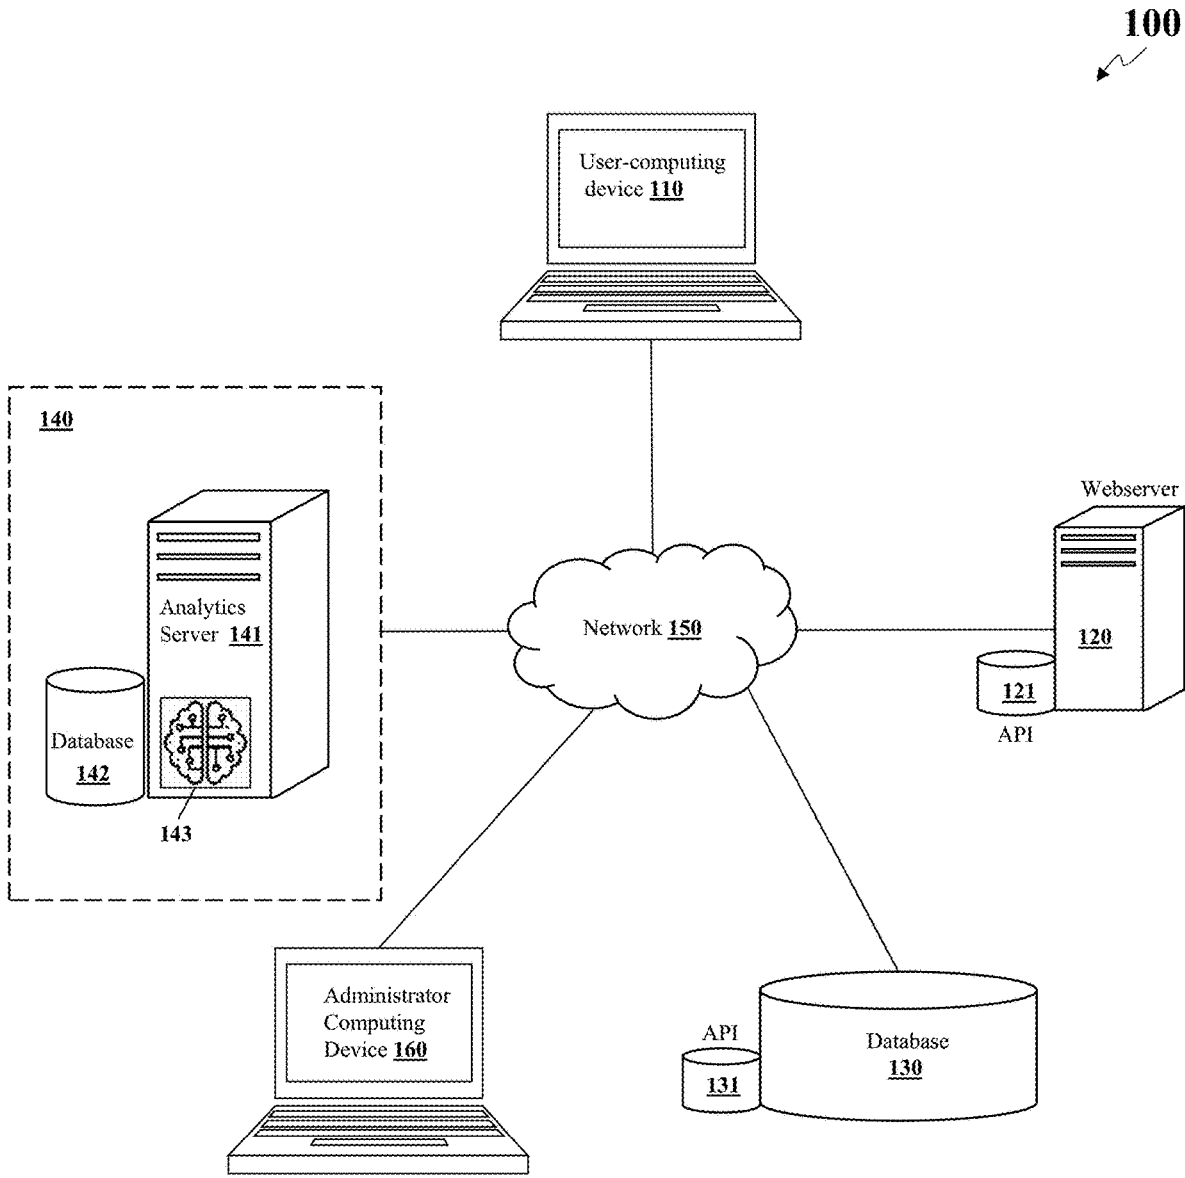 100
User-computing
device 110
140
Webserver
Analytics
Server 141
Network 150
120
121
API
Database
142
143
Administrator
Computing
Device 160
API
131
Database
130